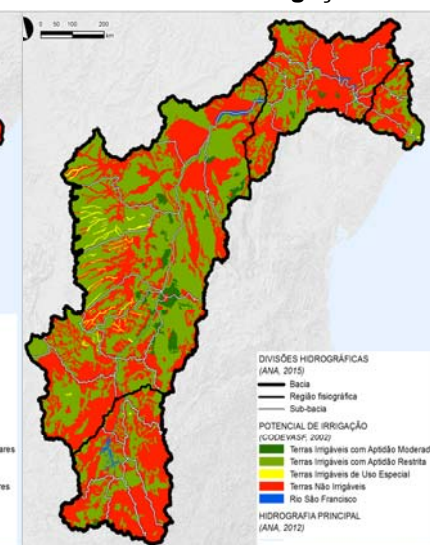 0 50 100 200
km
DIVISÕES HIDROGRÁFICAS
(ANA, 2015)
Bacia
Região fisiográfica
Sub-bacia
POTENCIAL DE IRRIGAÇÃO
(CODEVASF, 2002)
Terras Irrigáveis com Aptidão Moderad
Terras Irrigáveis com Aptidão Restrita
Terras Irrigáveis de Uso Especial
Terras Não Irrigáveis
Rio São Francisco
HIDROGRAFIA PRINCIPAL
(ANA, 2012)